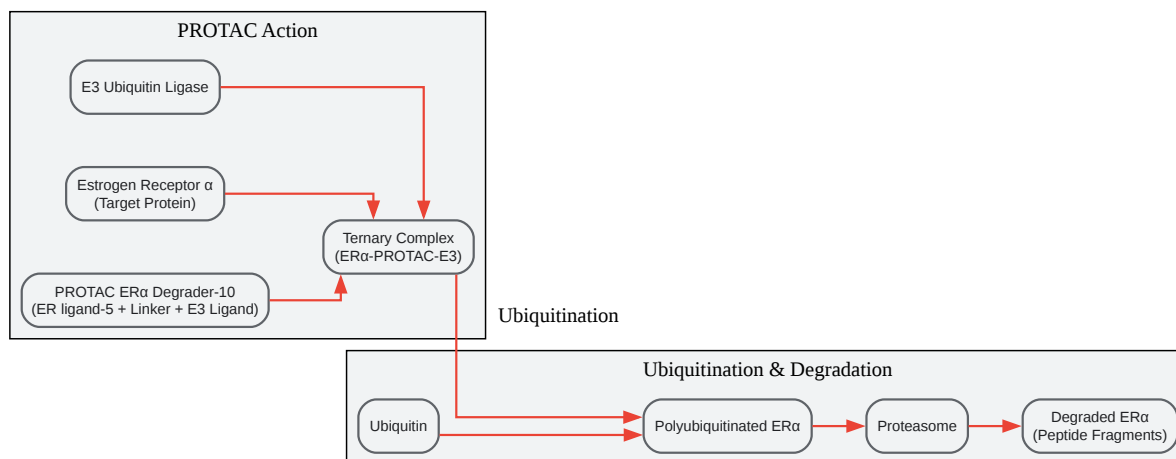 PROTAC Action
E3 Ubiquitin Ligase
Estrogen Receptor α
(Target Protein)
Ternary Complex
(ERα-PROTAC-E3)
PROTAC ERα Degrader-10
(ER ligand-5 + Linker + E3 Ligand)
Ubiquitination
Ubiquitination & Degradation
Ubiquitin
Polyubiquitinated ERα
Proteasome
Degraded ERα
(Peptide Fragments)